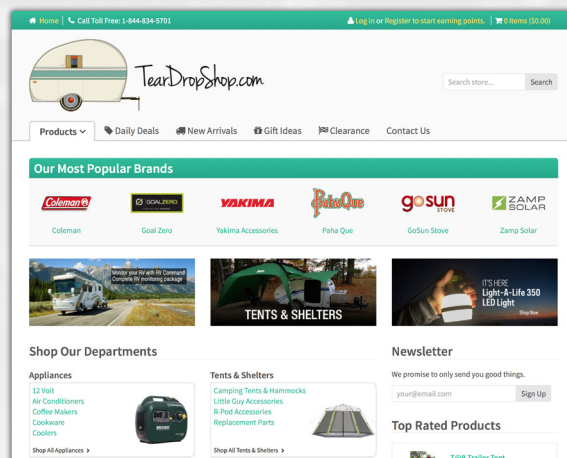 Home | Call Toll Free: 1-844-834-5701
Log In or Register to start earning points. | 0 items ($0.00)
TearDropShop.com
Search store... Search
Products Daily Deals New Arrivals Gift Ideas Clearance Contact Us
Our Most Popular Brands
Coleman GOALZERO YAKIMA PahaQue gosun STOVE ZAMP SOLAR
Coleman Goal Zero Yakima Accessories Paha Que GoSun Stove Zamp Solar
Monitor your RV with RV Command!
Complete RV monitoring package
TENTS & SHELTERS
IT'S HERE
Light-A-Life 350
LED Light
Shop Now
Shop Our Departments
Appliances
12 Volt
Air Conditioners
Coffee Makers
Cookware
Coolers
Shop All Appliances >
Tents & Shelters
Camping Tents & Hammocks
Little Guy Accessories
R-Pod Accessories
Replacement Parts
Shop All Tents & Shelters >
Newsletter
We promise to only send you good things.
your@email.com Sign Up
Top Rated Products
Trailer Tent